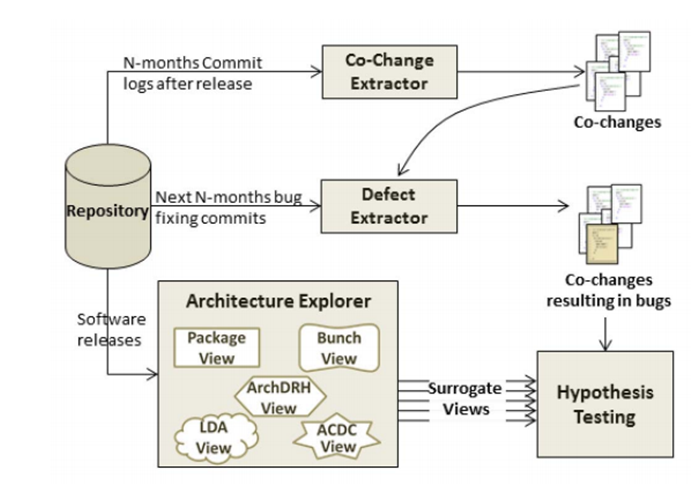 N-months Commit
logs after release
Co-Change
Extractor
Co-changes
Repository
Next N-months bug
fixing commits
Defect
Extractor
Co-changes
resulting in bugs
Software
releases
Architecture Explorer
Package
View
Bunch
View
ArchDRH
View
LDA
View
ACDC
View
Surrogate
Views
Hypothesis
Testing